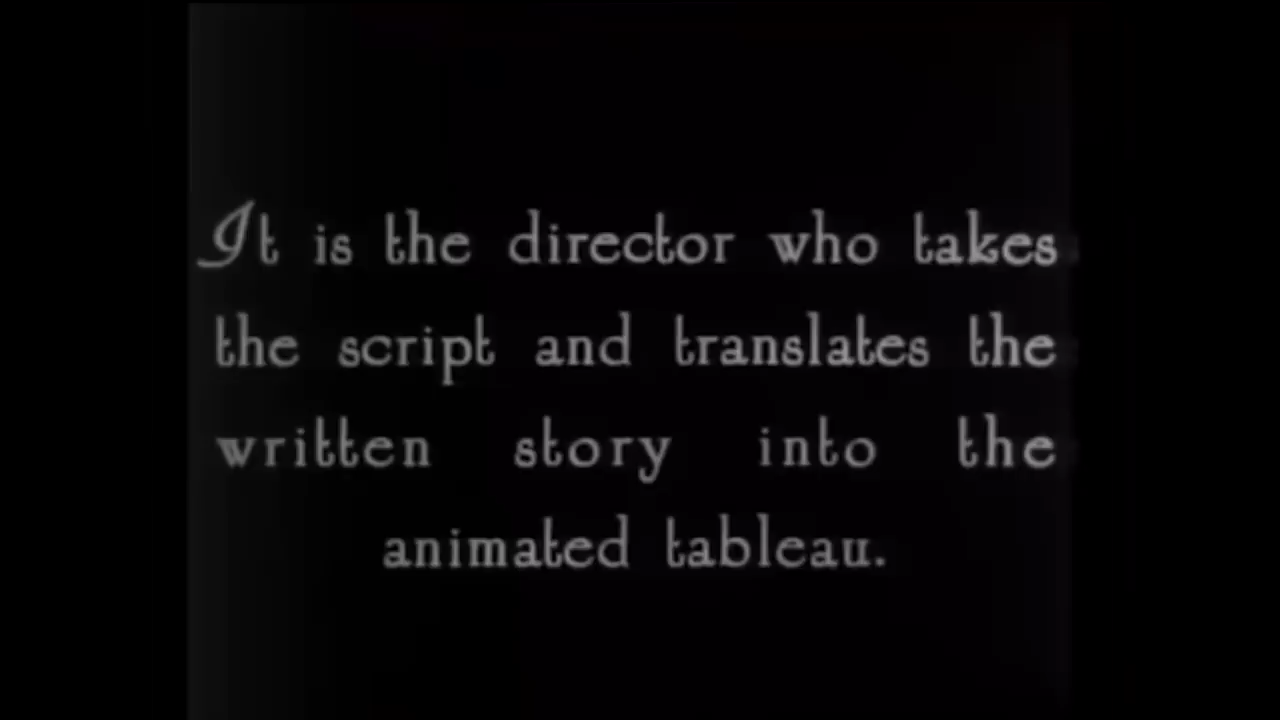 It is the director who takes
the script and translates the
written story into the
animated tableau.